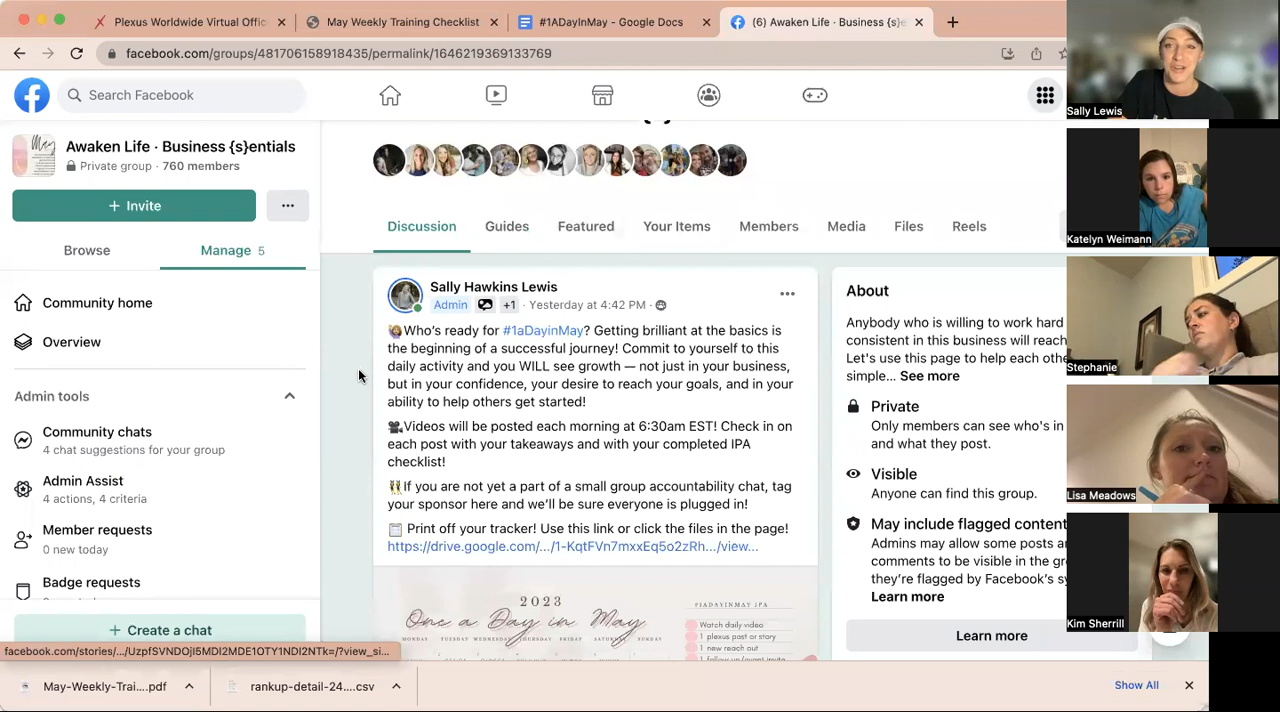 Plexus Worldwide Virtual Offic
May Weekly Training Checklist
#1ADayInMay - Google Docs
(6) Awaken Life · Business {s}e
facebook.com/groups/481706158918435/permalink/1646219369133769
Search Facebook
Awaken Life · Business {s}entials
Private group · 760 members
+ Invite
Browse
Manage 5
Community home
Overview
Admin tools
Community chats
4 chat suggestions for your group
Admin Assist
4 actions, 4 criteria
Member requests
0 new today
Badge requests
+ Create a chat
facebook.com/stories/.../UzpfSVNDOjI5MDI2MDE1OTY1NDI2NTk=/?view_si...
Discussion
Guides
Featured
Your Items
Members
Media
Files
Reels
Sally Hawkins Lewis
Admin +1 · Yesterday at 4:42 PM ·
Who's ready for #1aDayinMay? Getting brilliant at the basics is
the beginning of a successful journey! Commit to yourself to this
daily activity and you WILL see growth — not just in your business,
but in your confidence, your desire to reach your goals, and in your
ability to help others get started!
Videos will be posted each morning at 6:30am EST! Check in on
each post with your takeaways and with your completed IPA
checklist!
If you are not yet a part of a small group accountability chat, tag
your sponsor here and we'll be sure everyone is plugged in!
Print off your tracker! Use this link or click the files in the page!
https://drive.google.com/.../1-KqtFVn7mxxEq5o2zRh.../view...
2023
One a Day in May
MONDAY TUESDAY WEDNESDAY THURSDAY FRIDAY SATURDAY SUNDAY
#1ADAYINMAY IPA
Watch daily video
1 plexus post or story
1 new reach out
1 follow up/event invite
About
Anybody who is willing to work hard
consistent in this business will reach
Let's use this page to help each othe
simple... See more
Private
Only members can see who's in
and what they post.
Visible
Anyone can find this group.
May include flagged content
Admins may allow some posts a
comments to be visible in the gr
they're flagged by Facebook's sy
Learn more
Learn more
Sally Lewis
Katelyn Weimann
Stephanie
Lisa Meadows
Kim Sherrill
May-Weekly-Trai....pdf
rankup-detail-24....csv
Show All